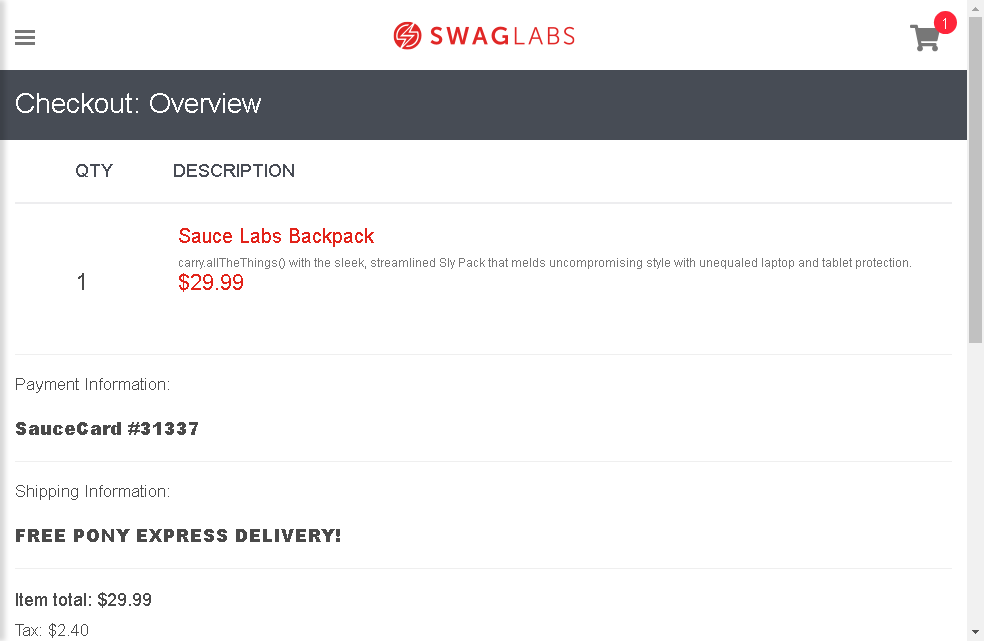 SWAGLABS
1
Checkout: Overview
QTY DESCRIPTION
Sauce Labs Backpack
carry.allTheThings() with the sleek, streamlined Sly Pack that melds uncompromising style with unequaled laptop and tablet protection.
1
$29.99
Payment Information:
SauceCard #31337
Shipping Information:
FREE PONY EXPRESS DELIVERY!
Item total: $29.99
Tax: $2.40